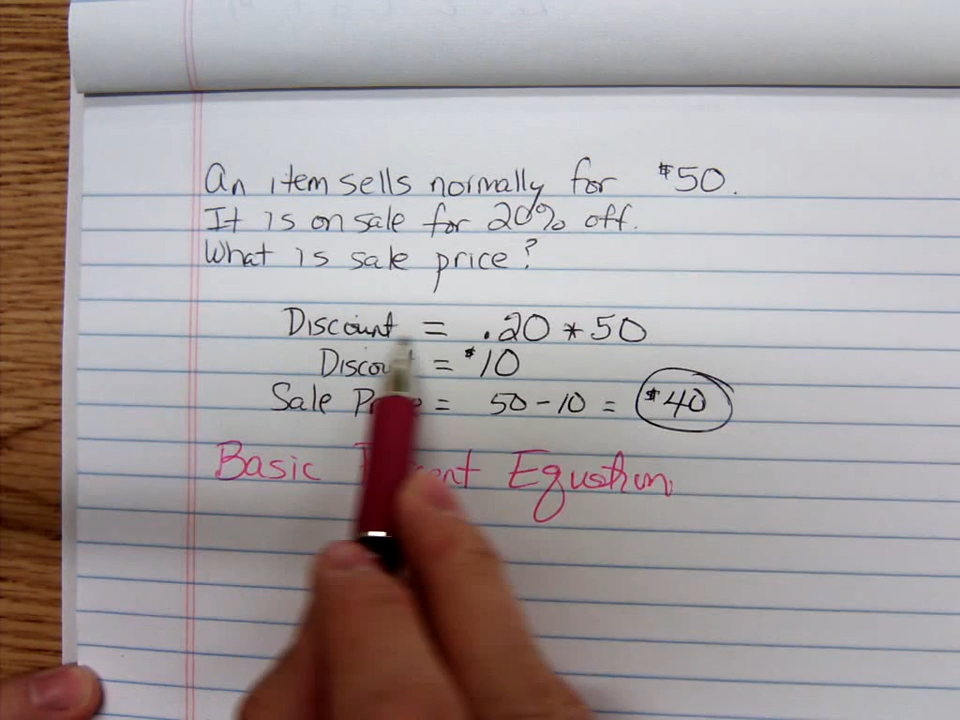 An item sells normally for $50.
It is on sale for 20% off.
What is sale price?
Discount = .20 * 50
= $10
Sale = 50 - 10 = $40
Basic Equation